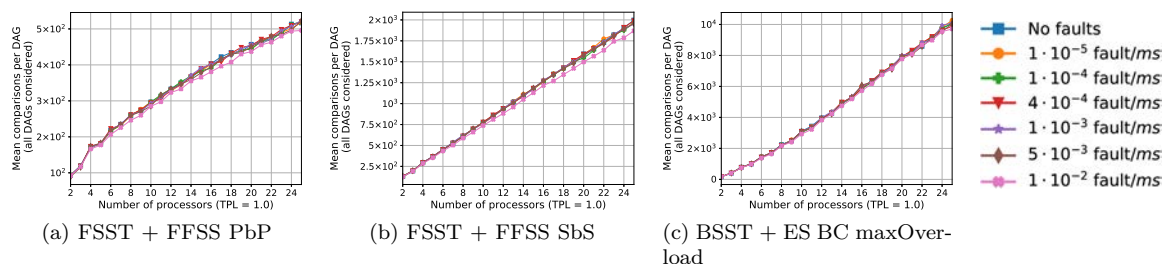 Mean comparisons per DAG
(all DAGs considered)
5×10²
4×10²
3×10²
2×10²
10²
2 4 6 8 10 12 14 16 18 20 22 24
Number of processors (TPL = 1.0)
(a) FSST + FFSS PbP
Mean comparisons per DAG
(all DAGs considered)
2×10³
1.75×10³
1.5×10³
1.25×10³
10³
7.5×10²
5×10²
2.5×10²
2 4 6 8 10 12 14 16 18 20 22 24
Number of processors (TPL = 1.0)
(b) FSST + FFSS SbS
Mean comparisons per DAG
(all DAGs considered)
10⁴
8×10³
6×10³
4×10³
2×10³
0
2 4 6 8 10 12 14 16 18 20 22 24
Number of processors (TPL = 1.0)
(c) BSST + ES BC maxOver-
load
No faults
1·10⁻⁵ fault/ms
1·10⁻⁴ fault/ms
4·10⁻⁴ fault/ms
1·10⁻³ fault/ms
5·10⁻³ fault/ms
1·10⁻² fault/ms